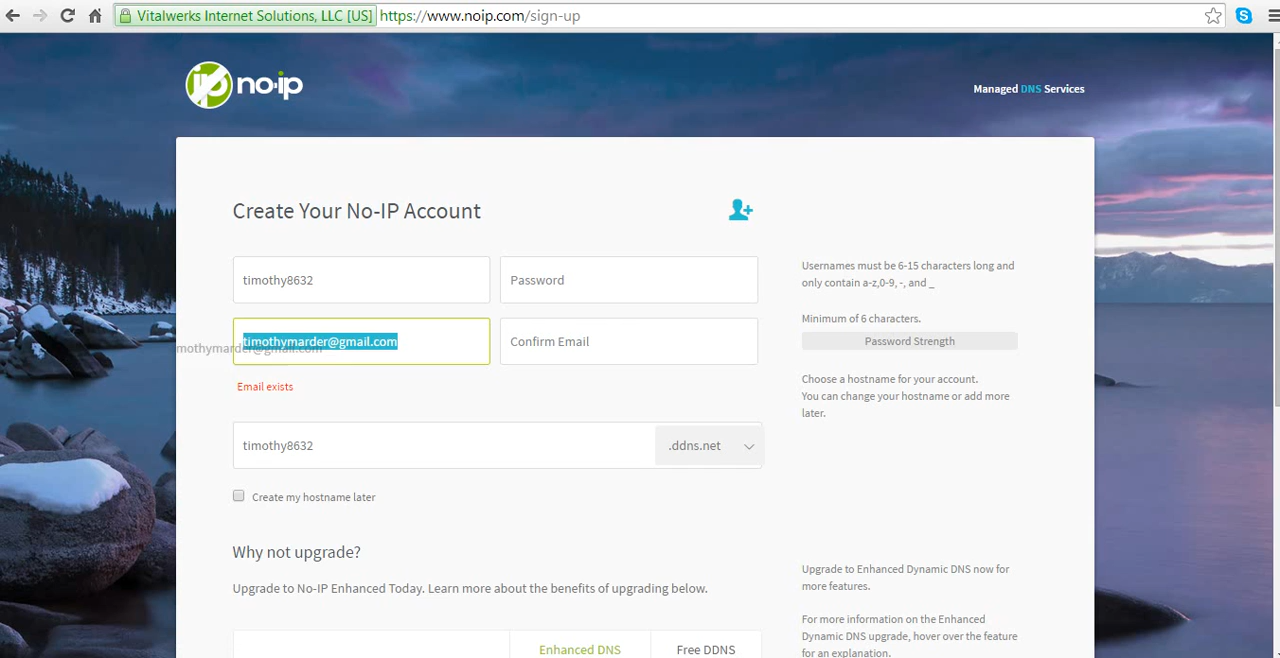 Vitalwerks Internet Solutions, LLC [US] https://www.noip.com/sign-up
no-ip
Managed DNS Services
Create Your No-IP Account
timothy8632
Password
Usernames must be 6-15 characters long and
only contain a-z,0-9, -, and _
Minimum of 6 characters.
Password Strength
timothymarder@gmail.com
Confirm Email
mothymarder@gmail.com
Email exists
Choose a hostname for your account.
You can change your hostname or add more
later.
timothy8632
.ddns.net
Create my hostname later
Why not upgrade?
Upgrade to No-IP Enhanced Today. Learn more about the benefits of upgrading below.
Upgrade to Enhanced Dynamic DNS now for
more features.
For more information on the Enhanced
Dynamic DNS upgrade, hover over the feature
for an explanation.
Enhanced DNS
Free DDNS